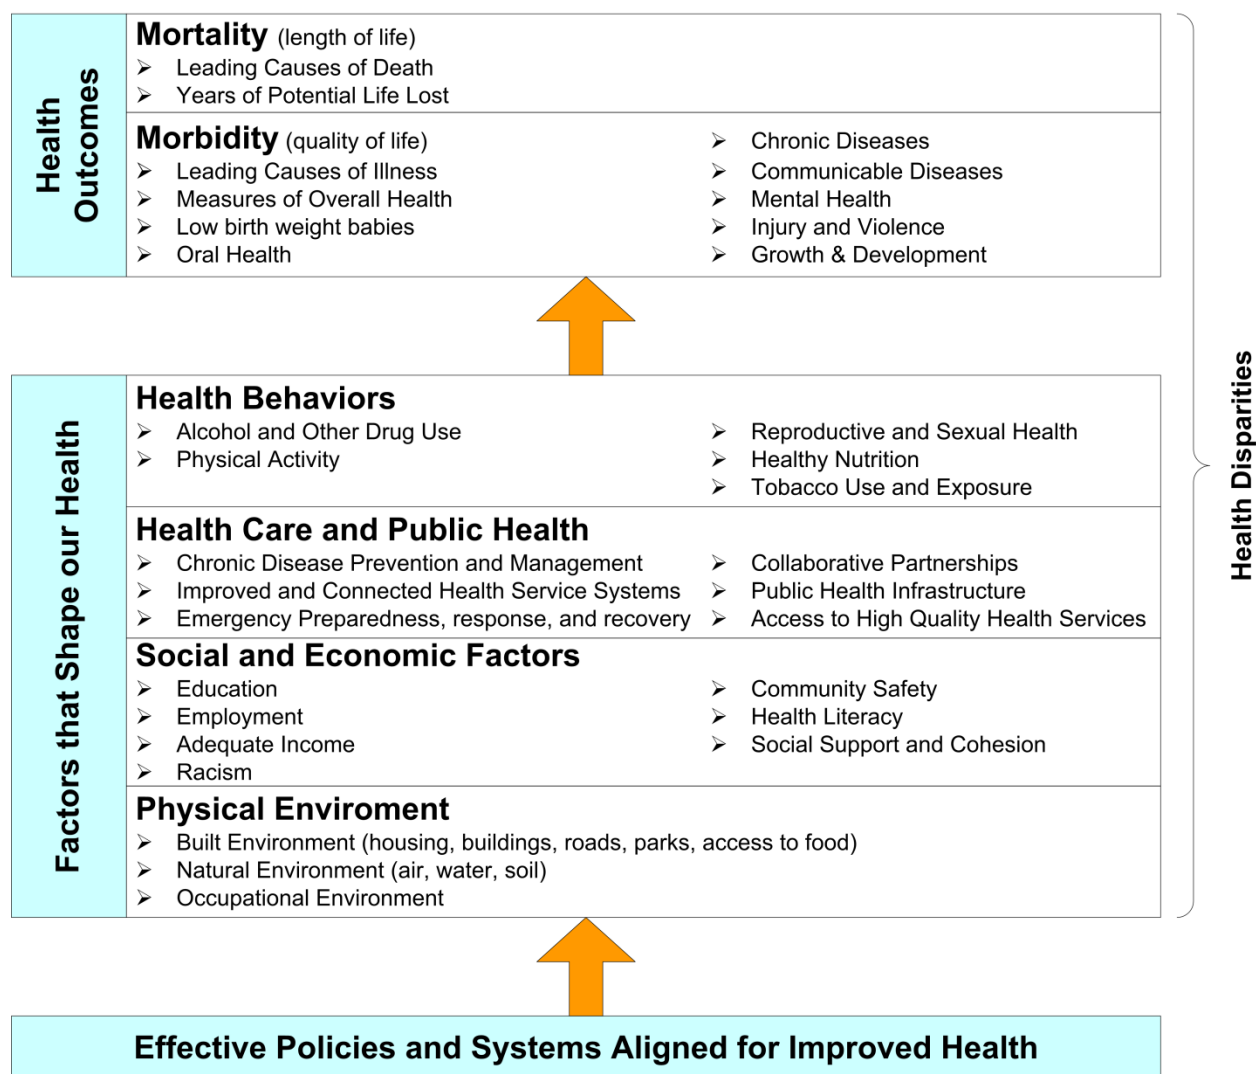 Health
Outcomes
Mortality (length of life)
➢ Leading Causes of Death
➢ Years of Potential Life Lost
Morbidity (quality of life)
➢ Leading Causes of Illness
➢ Measures of Overall Health
➢ Low birth weight babies
➢ Oral Health
➢ Chronic Diseases
➢ Communicable Diseases
➢ Mental Health
➢ Injury and Violence
➢ Growth & Development
Factors that Shape our Health
Health Behaviors
➢ Alcohol and Other Drug Use
➢ Physical Activity
➢ Reproductive and Sexual Health
➢ Healthy Nutrition
➢ Tobacco Use and Exposure
Health Care and Public Health
➢ Chronic Disease Prevention and Management
➢ Improved and Connected Health Service Systems
➢ Emergency Preparedness, response, and recovery
➢ Collaborative Partnerships
➢ Public Health Infrastructure
➢ Access to High Quality Health Services
Social and Economic Factors
➢ Education
➢ Employment
➢ Adequate Income
➢ Racism
➢ Community Safety
➢ Health Literacy
➢ Social Support and Cohesion
Physical Enviroment
➢ Built Environment (housing, buildings, roads, parks, access to food)
➢ Natural Environment (air, water, soil)
➢ Occupational Environment
Health Disparities
Effective Policies and Systems Aligned for Improved Health